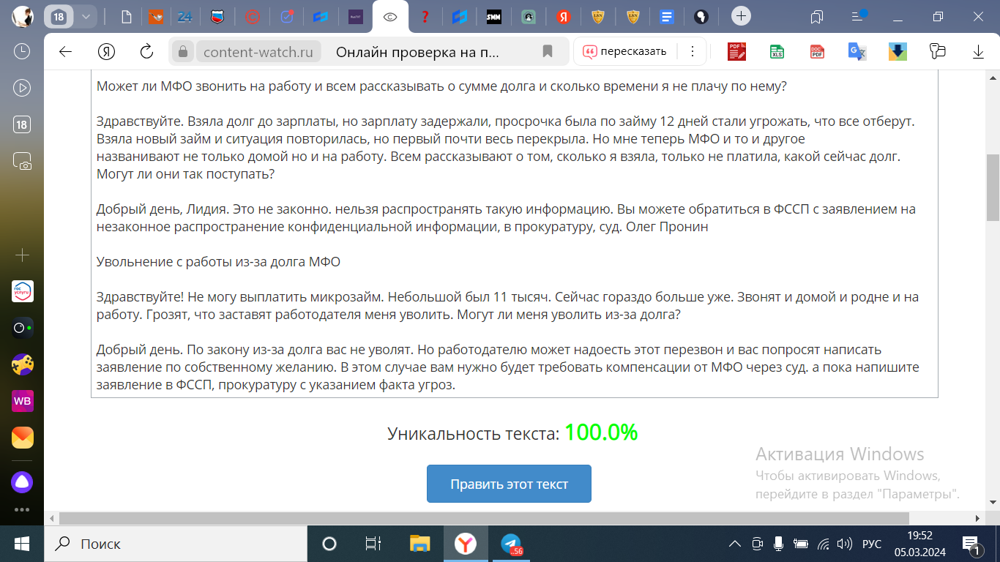 18
24
?
SMM
Я
LSN
LSN
content-watch.ru
Онлайн проверка на п...
пересказать
PDF
XLS
DOC
PDF
18
Может ли МФО звонить на работу и всем рассказывать о сумме долга и сколько времени я не плачу по нему?
Здравствуйте. Взяла долг до зарплаты, но зарплату задержали, просрочка была по займу 12 дней стали угрожать, что все отберут.
Взяла новый займ и ситуация повторилась, но первый почти весь перекрыла. Но мне теперь МФО и то и другое
названивают не только домой но и на работу. Всем рассказывают о том, сколько я взяла, только не платила, какой сейчас долг.
Могут ли они так поступать?
Добрый день, Лидия. Это не законно. нельзя распространять такую информацию. Вы можете обратиться в ФССП с заявлением на
незаконное распространение конфиденциальной информации, в прокуратуру, суд. Олег Пронин
Увольнение с работы из-за долга МФО
Здравствуйте! Не могу выплатить микрозайм. Небольшой был 11 тысяч. Сейчас гораздо больше уже. Звонят и домой и родне и на
работу. Грозят, что заставят работодателя меня уволить. Могут ли меня уволить из-за долга?
Добрый день. По закону из-за долга вас не уволят. Но работодателю может надоесть этот перезвон и вас попросят написать
заявление по собственному желанию. В этом случае вам нужно будет требовать компенсации от МФО через суд. а пока напишите
заявление в ФССП, прокуратуру с указанием факта угроз.
гос
услуги
WB
Уникальность текста: 100.0%
Править этот текст
Активация Windows
Чтобы активировать Windows,
перейдите в раздел "Параметры".
Поиск
.56
РУС
19:52
05.03.2024
1